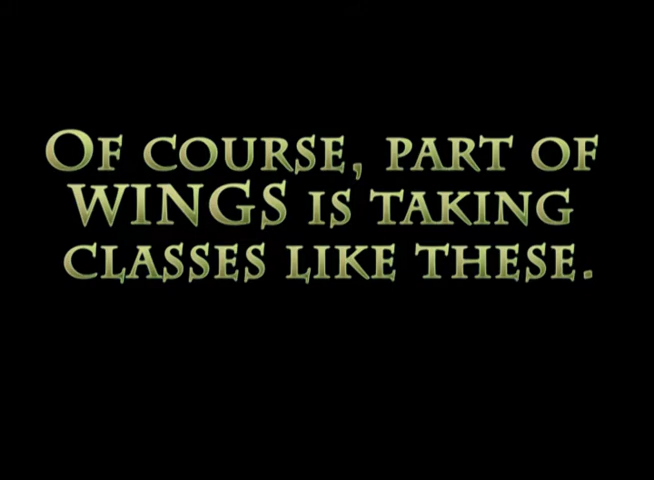 Of course, part of
WINGS is taking
classes like these.